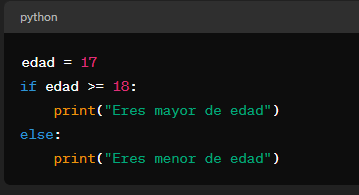 python
edad = 17
if edad >= 18:
    print("Eres mayor de edad")
else:
    print("Eres menor de edad")